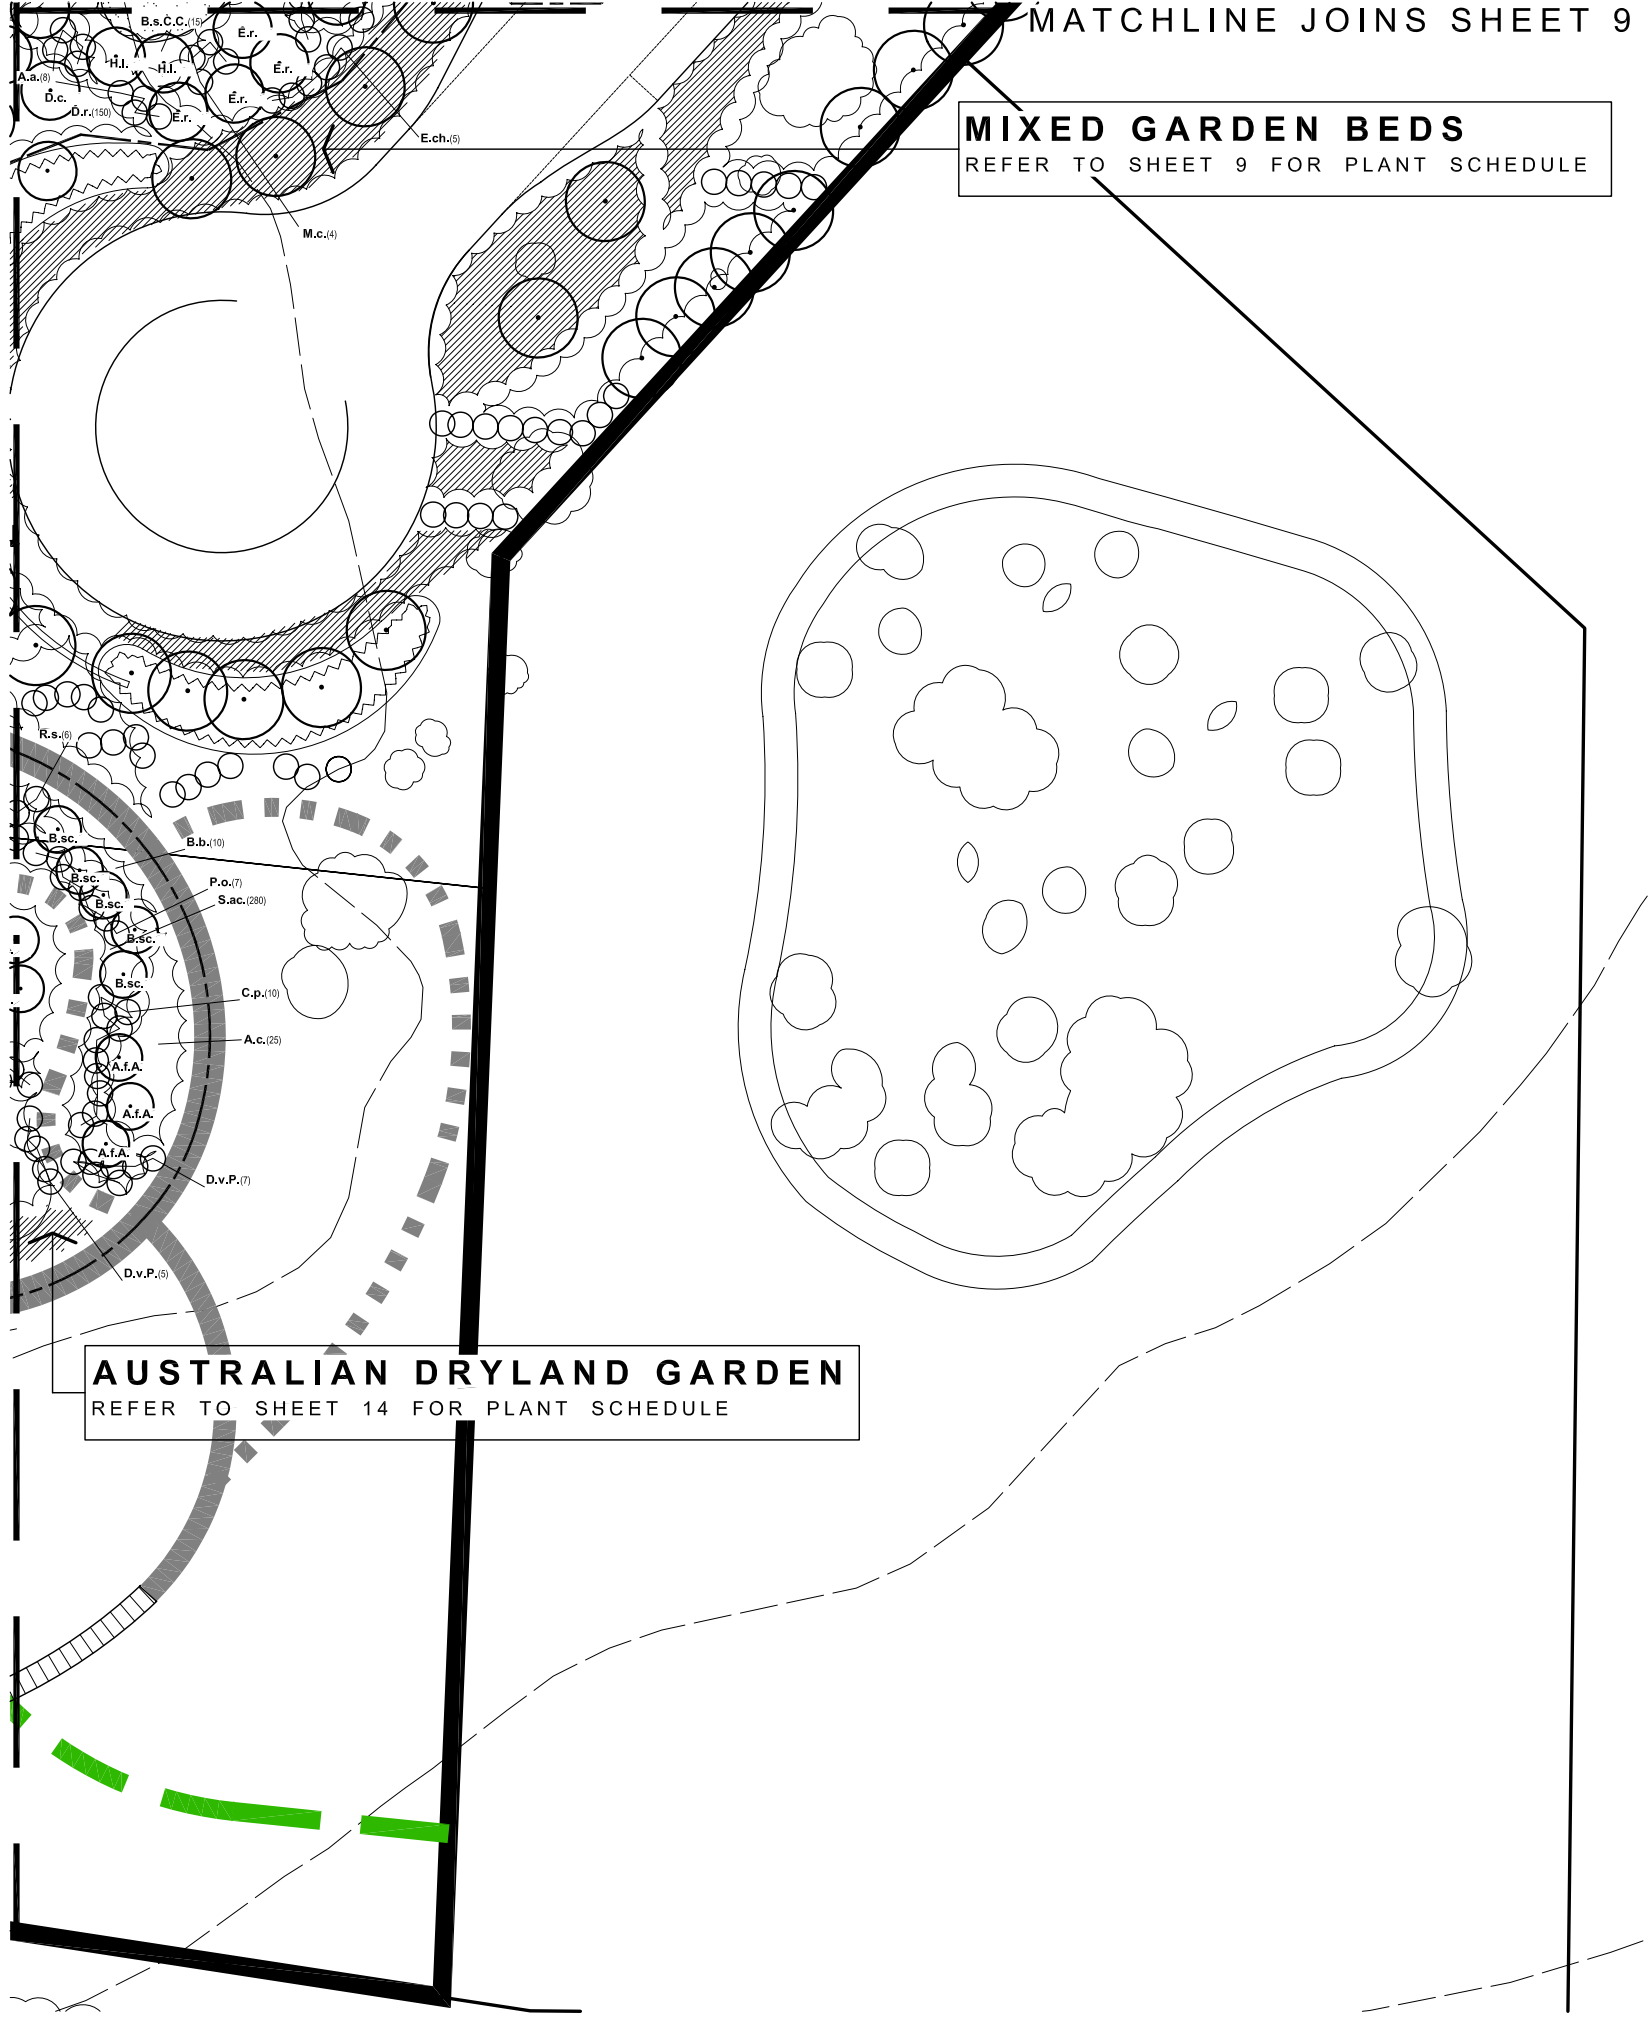 MATCHLINE JOINS SHEET 9
B.s.C.C.(15)
E.r.
H.l.
H.l.
E.r.
A.a.(8)
D.c.
E.r.
D.r.(150)
E.r.
E.ch.(5)
MIXED GARDEN BEDS
REFER TO SHEET 9 FOR PLANT SCHEDULE
M.c.(4)
R.s.(6)
B.sc.
B.b.(10)
B.sc.
P.o.(7)
B.sc.
S.ac.(280)
B.sc.
B.sc.
C.p.(10)
A.c.(25)
A.f.A.
A.f.A.
A.f.A.
D.v.P.(7)
D.v.P.(5)
AUSTRALIAN DRYLAND GARDEN
REFER TO SHEET 14 FOR PLANT SCHEDULE